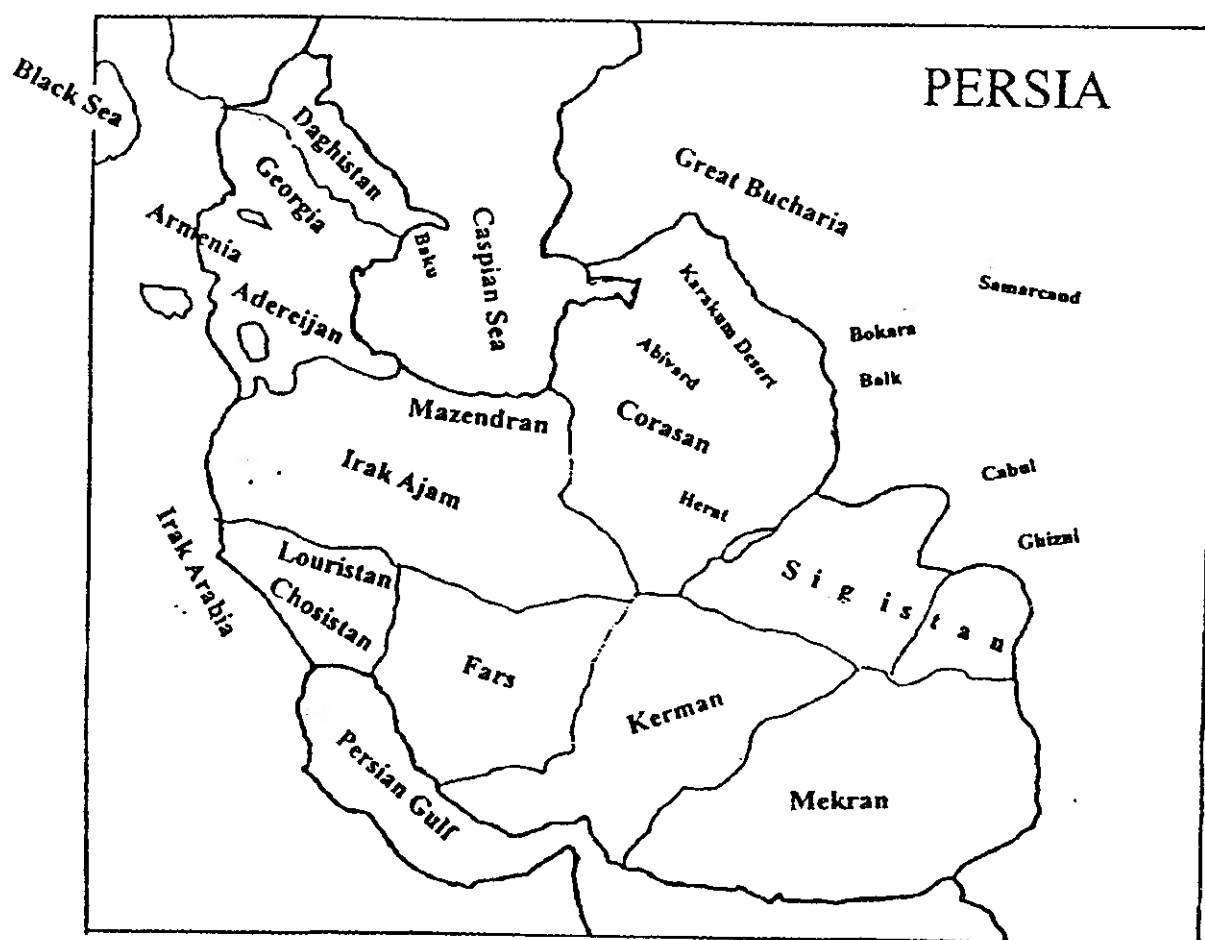 PERSIA
Black Sea
Daghistan
Georgia
Great Bucharia
Armenia
Baku
Caspian Sea
Karakum Desert
Samarcand
Adereijan
Bokara
Abivard
Balk
Mazendran
Corasan
Irak Ajam
Cabul
Herat
Irak Arabia
Ghizni
Louristan
Chosistan
Sigistan
Fars
Kerman
Persian Gulf
Mekran